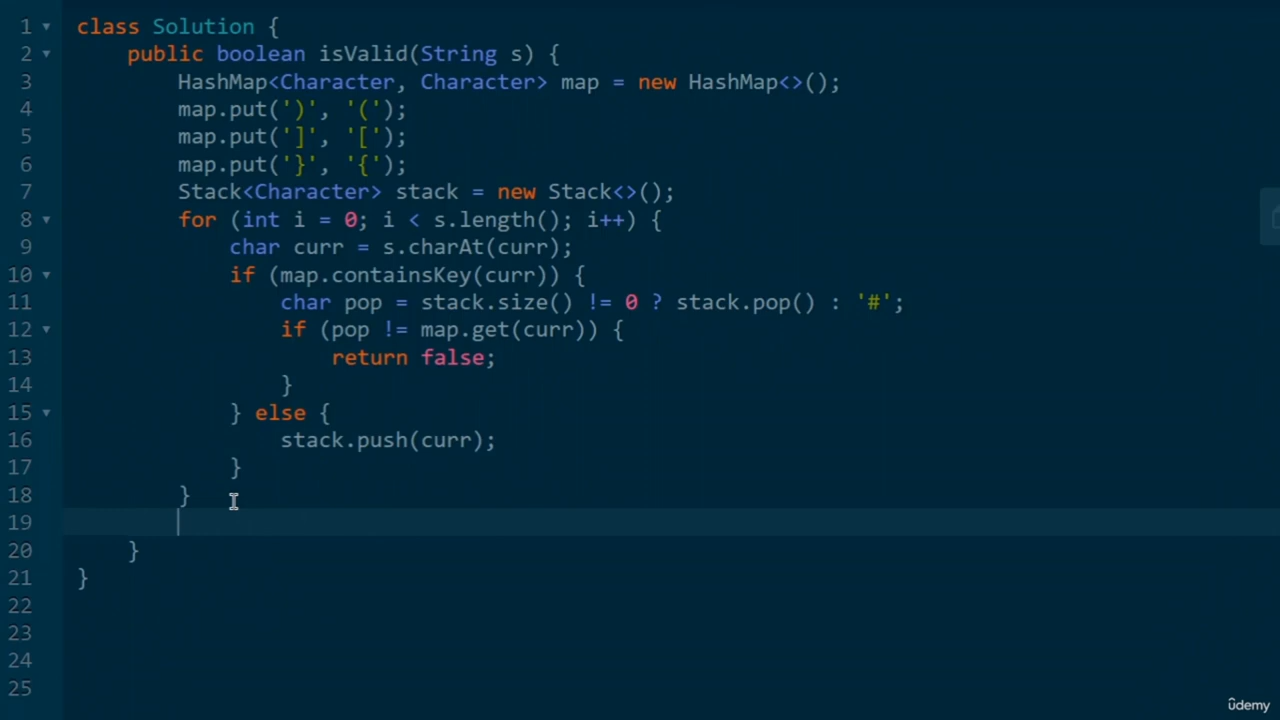 1 class Solution {
2 public boolean isValid(String s) {
3 HashMap<Character, Character> map = new HashMap<>();
4 map.put(')', '(');
5 map.put(']', '[');
6 map.put('}', '{');
7 Stack<Character> stack = new Stack<>();
8 for (int i = 0; i < s.length(); i++) {
9 char curr = s.charAt(curr);
10 if (map.containsKey(curr)) {
11 char pop = stack.size() != 0 ? stack.pop() : '#';
12 if (pop != map.get(curr)) {
13 return false;
14 }
15 } else {
16 stack.push(curr);
17 }
18 }
19
20 }
21 }
22
23
24
25
ûdemy